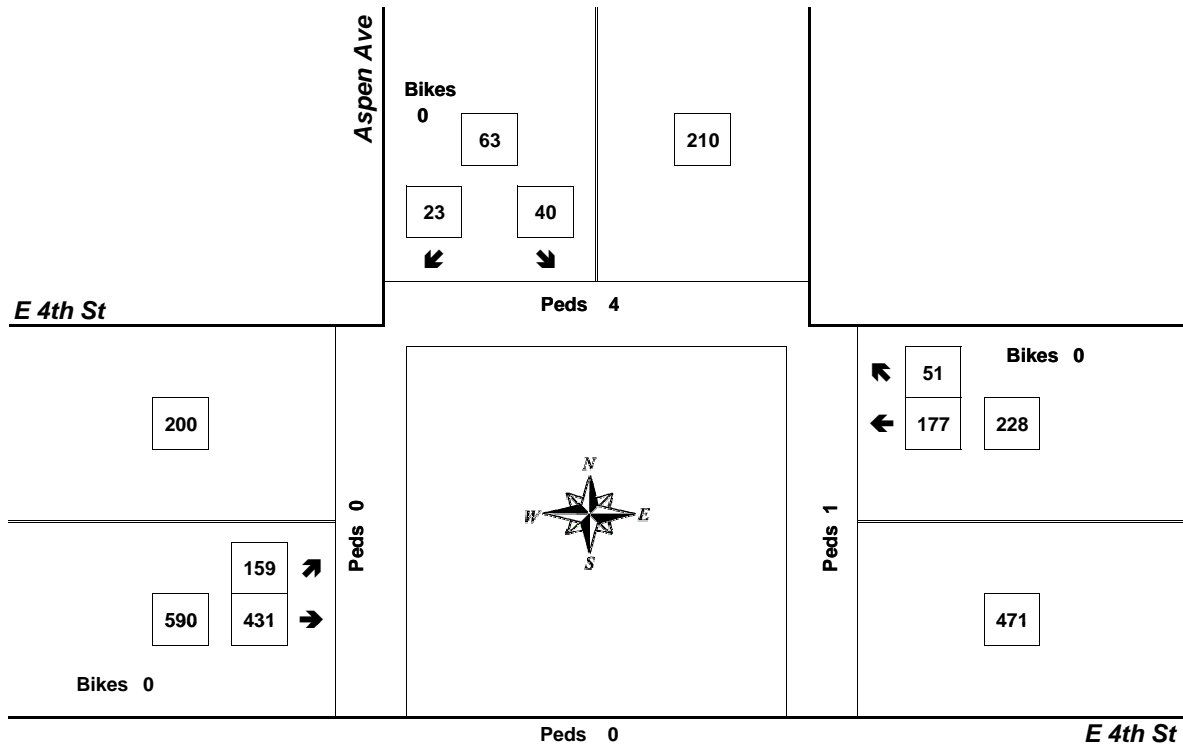 Aspen Ave
Bikes
0
63
210
23 40
Peds 4
E 4th St
Bikes 0
51
200
177 228
N
W E
S
Peds 0
Peds 1
159
590 431
471
Bikes 0
Peds 0
E 4th St